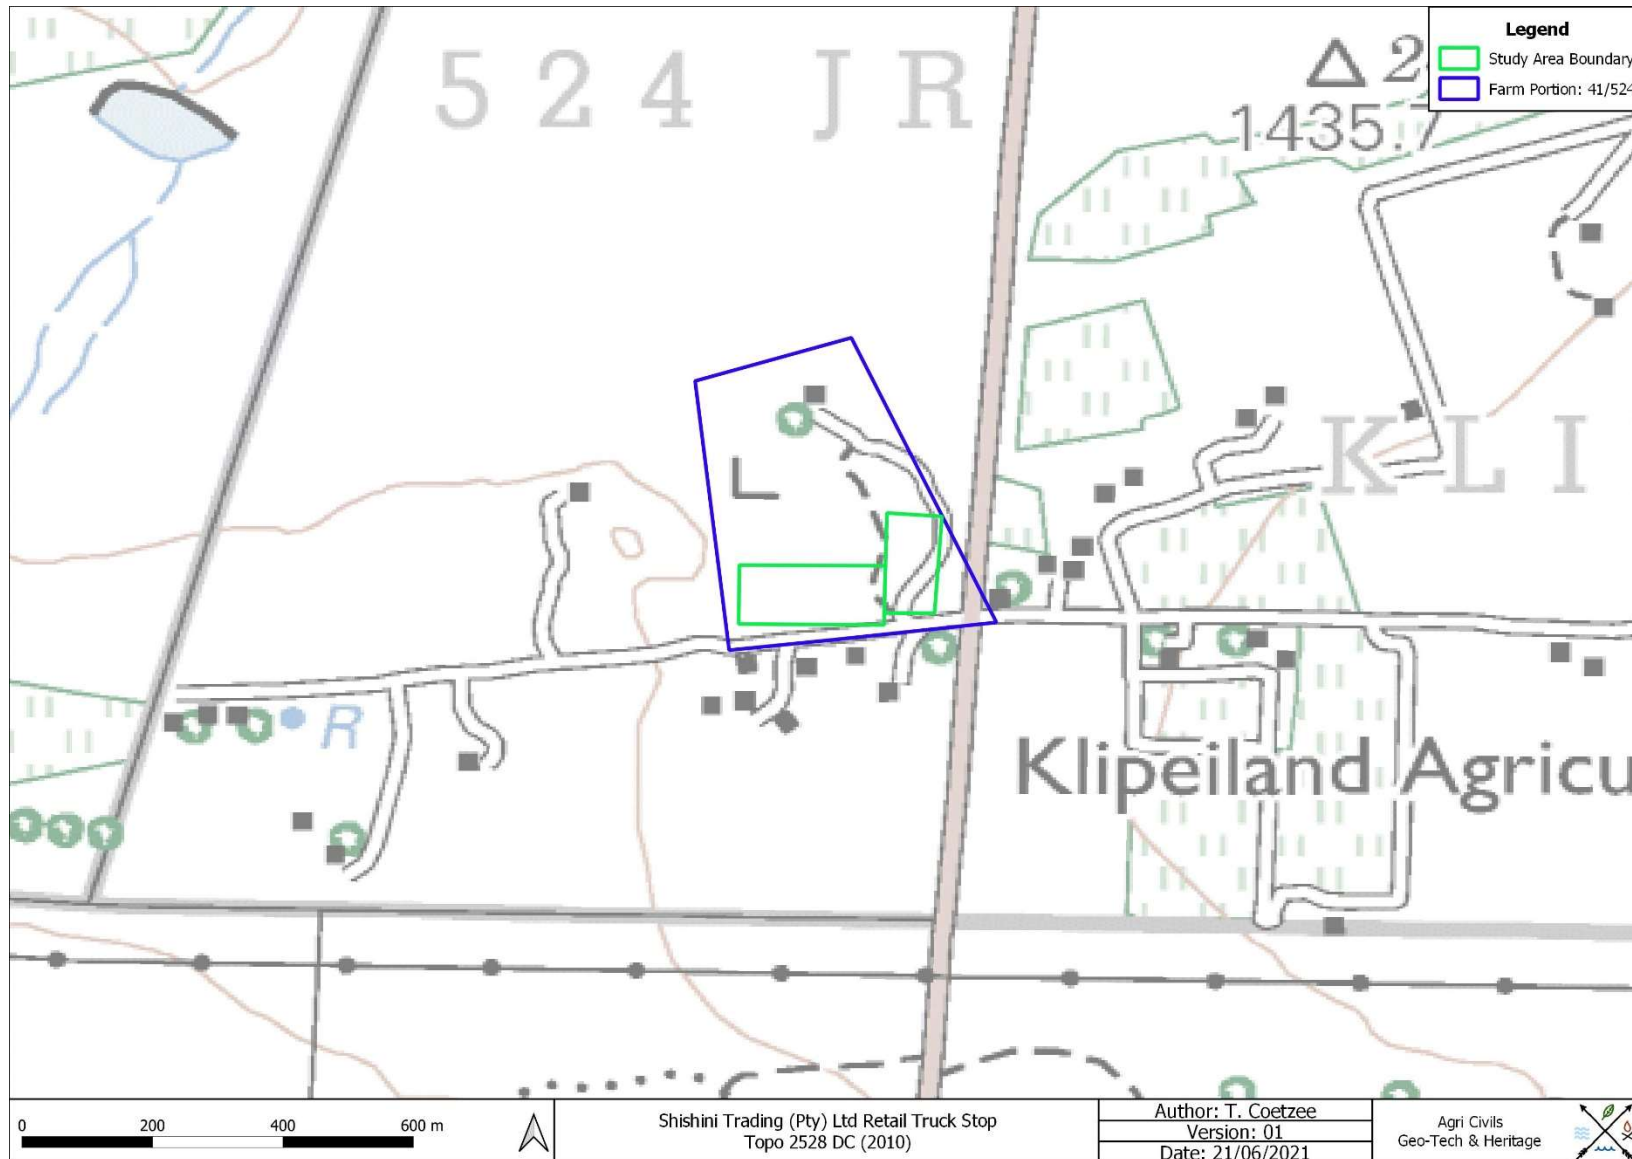 524 JR
Legend
Study Area Boundary
Farm Portion: 41/524
1435.7
KLI
R
Klipeiland Agricu
0 200 400 600 m
Shishini Trading (Pty) Ltd Retail Truck Stop
Topo 2528 DC (2010)
Author: T. Coetzee
Version: 01
Date: 21/06/2021
Agri Civils
Geo-Tech & Heritage